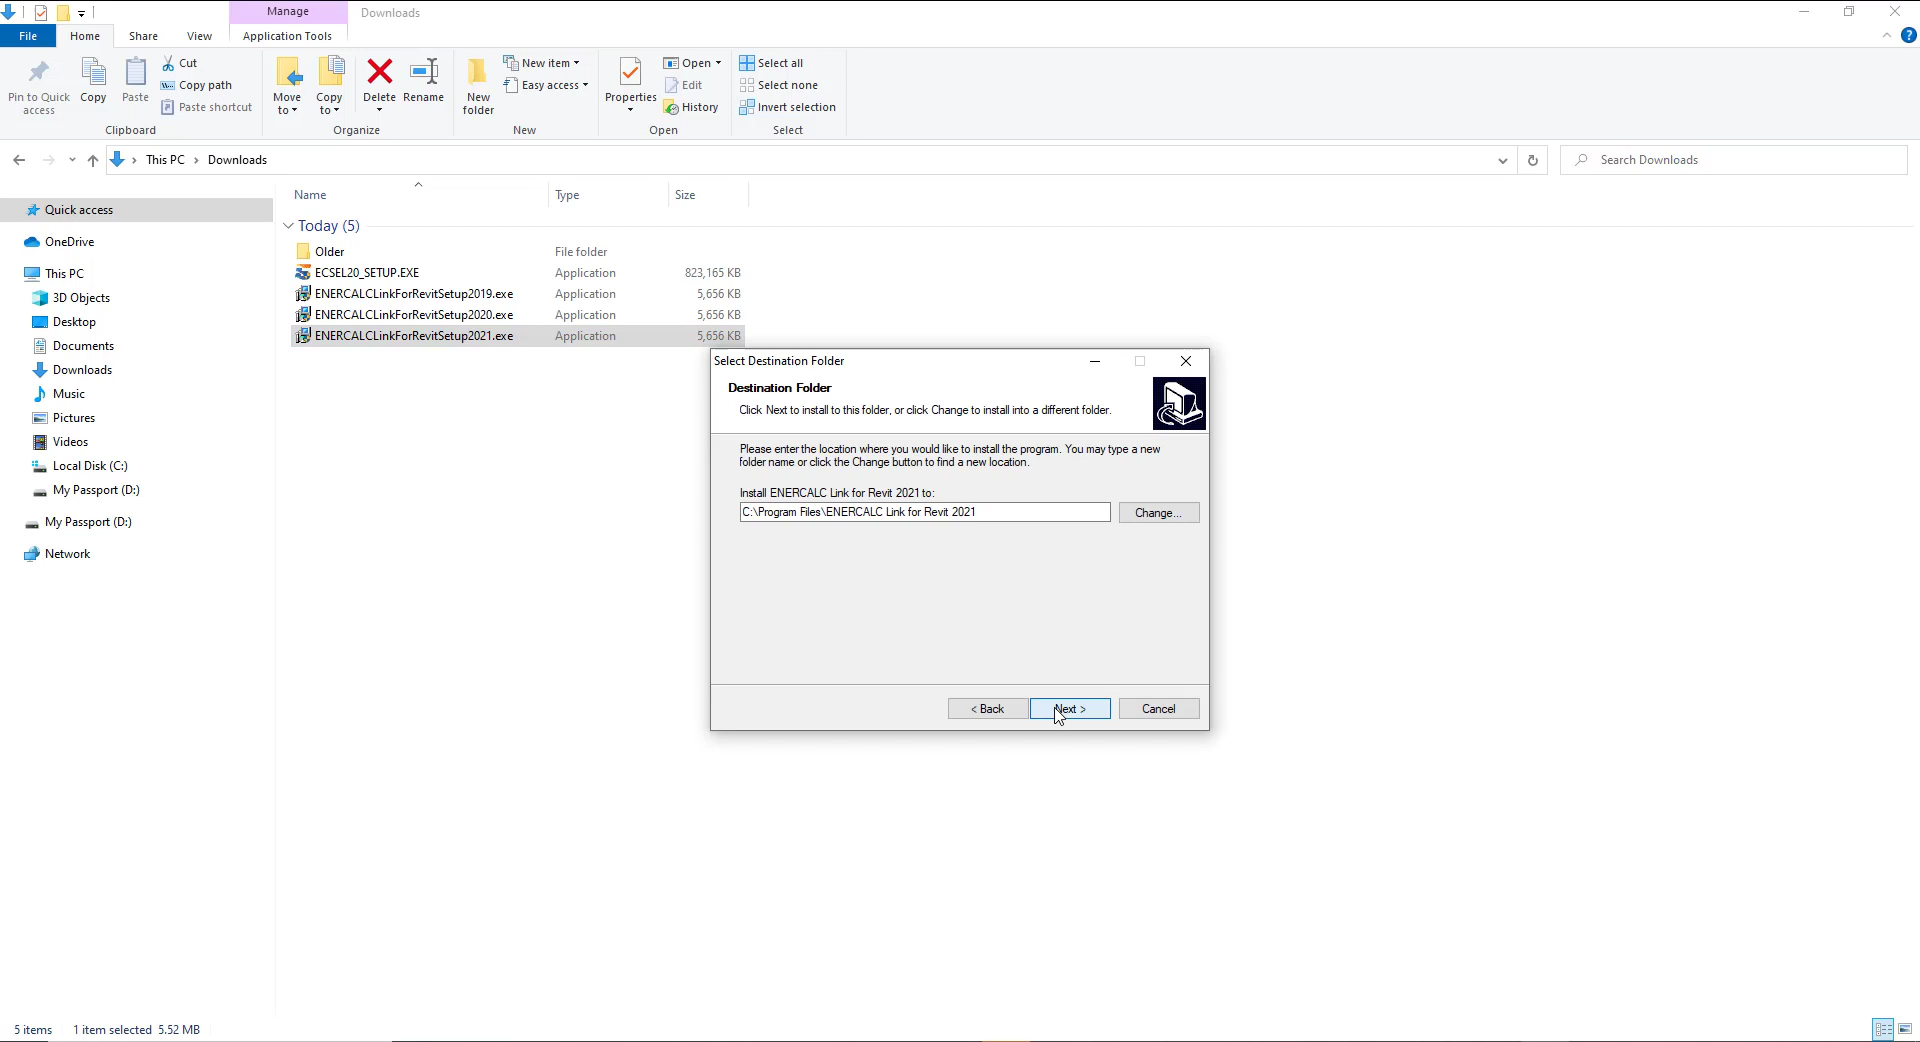 Manage
Downloads
File
Home
Share
View
Application Tools
Pin to Quick
access
Copy
Paste
Cut
Copy path
Paste shortcut
Clipboard
Move
to
Copy
to
Delete
Rename
Organize
New
folder
New item
Easy access
New
Properties
Open
Edit
History
Open
Select all
Select none
Invert selection
Select
This PC > Downloads
Search Downloads
Quick access
OneDrive
This PC
3D Objects
Desktop
Documents
Downloads
Music
Pictures
Videos
Local Disk (C:)
My Passport (D:)
My Passport (D:)
Network
Name Type Size
Today (5)
Older File folder
ECSEL20_SETUP.EXE Application 823,165 KB
ENERCALCLinkForRevitSetup2019.exe Application 5,656 KB
ENERCALCLinkForRevitSetup2020.exe Application 5,656 KB
ENERCALCLinkForRevitSetup2021.exe Application 5,656 KB
Select Destination Folder
Destination Folder
Click Next to install to this folder, or click Change to install into a different folder.
Please enter the location where you would like to install the program. You may type a new
folder name or click the Change button to find a new location.
Install ENERCALC Link for Revit 2021 to:
C:\Program Files\ENERCALC Link for Revit 2021
Change...
< Back
Next >
Cancel
5 items 1 item selected 5.52 MB